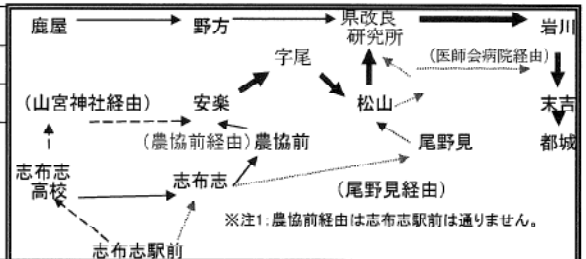 鹿屋 野方 県改良研究所 岩川
字尾 (医師会病院経由)
(山宮神社経由) 安楽 松山 末吉
(農協前経由) 農協前 尾野見 都城
志布志高校 志布志 (尾野見経由)
※注1:農協前経由は志布志駅前は通りません。
志布志駅前